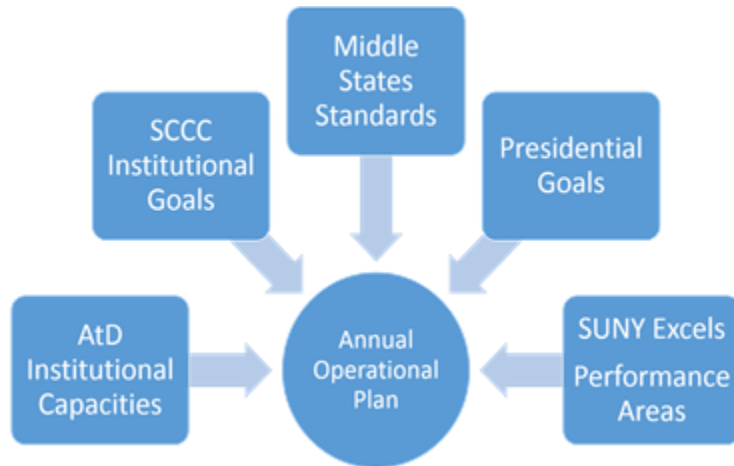 Middle
States
Standards
SCCC
Institutional
Goals
Presidential
Goals
AtD
Institutional
Capacities
Annual
Operational
Plan
SUNY Excels
Performance
Areas